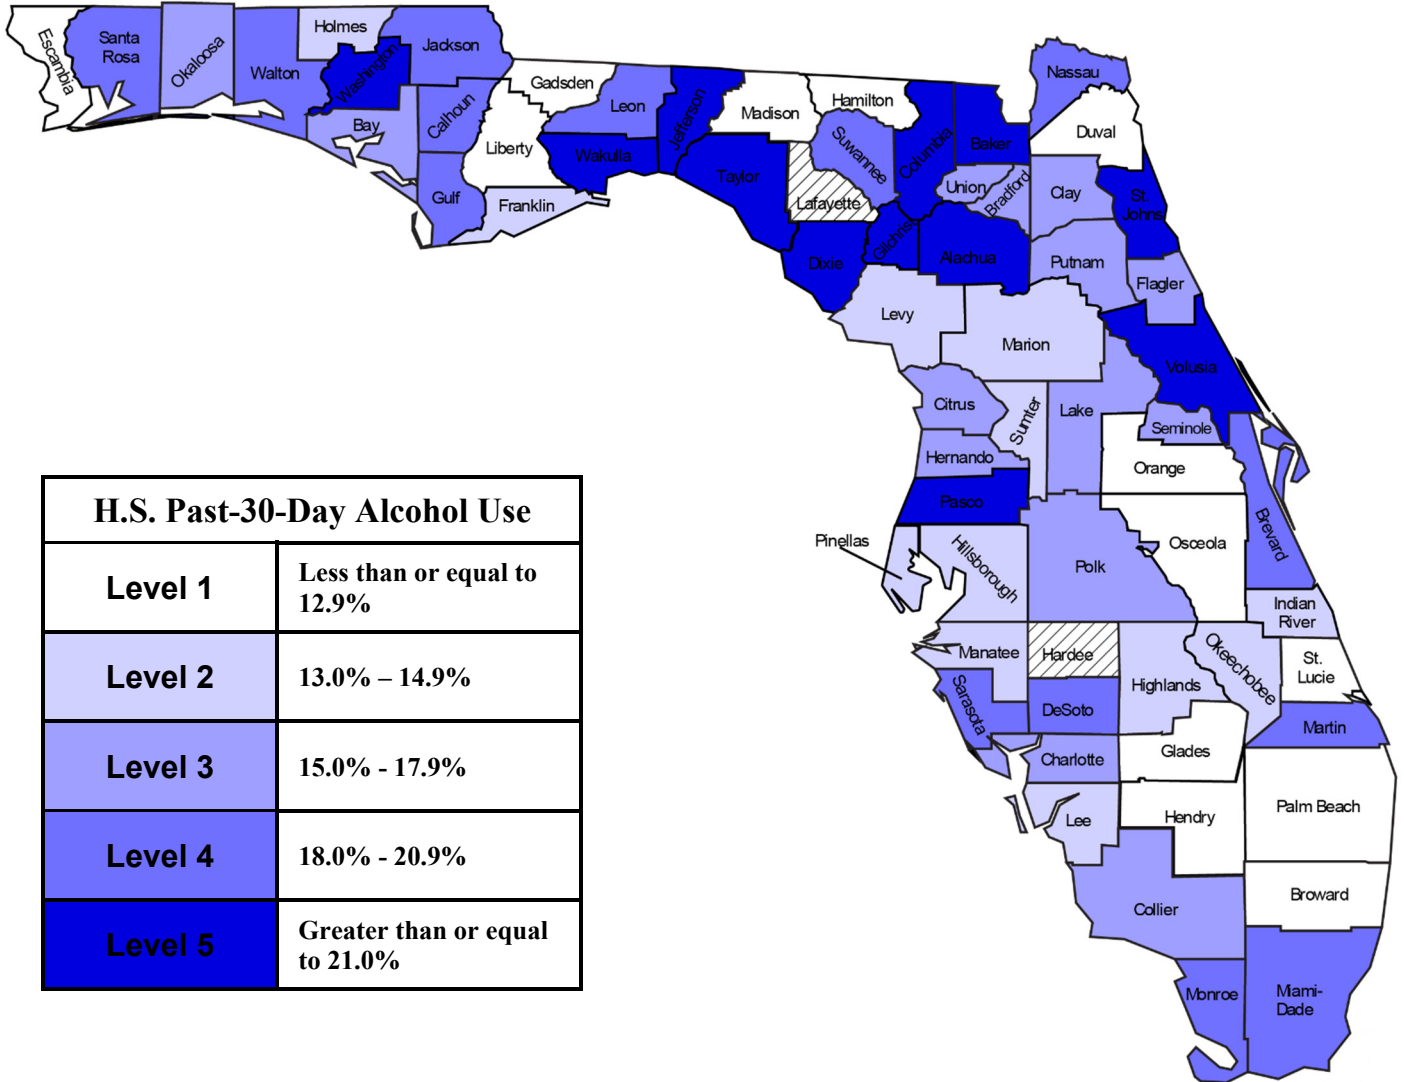 Escambia
Santa
Rosa
Okaloosa
Walton
Holmes
Washington
Jackson
Bay
Calhoun
Gulf
Gadsden
Liberty
Franklin
Leon
Wakulla
Jefferson
Madison
Taylor
Hamilton
Suwannee
Lafayette
Dixie
Columbia
Gilchrist
Baker
Union
Bradford
Alachua
Nassau
Duval
Clay
St.
Johns
Putnam
Flagler
Levy
Marion
Volusia
Citrus
Sumter
Lake
Seminole
Hernando
Orange
Pasco
Brevard
Pinellas
Hillsborough
Polk
Osceola
Indian
River
Manatee
Hardee
Highlands
Okeechobee
St.
Lucie
Sarasota
DeSoto
Martin
Charlotte
Glades
Lee
Hendry
Palm Beach
Collier
Broward
Monroe
Miami-
Dade
H.S. Past-30-Day Alcohol Use
Level 1
Less than or equal to
12.9%
Level 2
13.0% – 14.9%
Level 3
15.0% - 17.9%
Level 4
18.0% - 20.9%
Level 5
Greater than or equal
to 21.0%